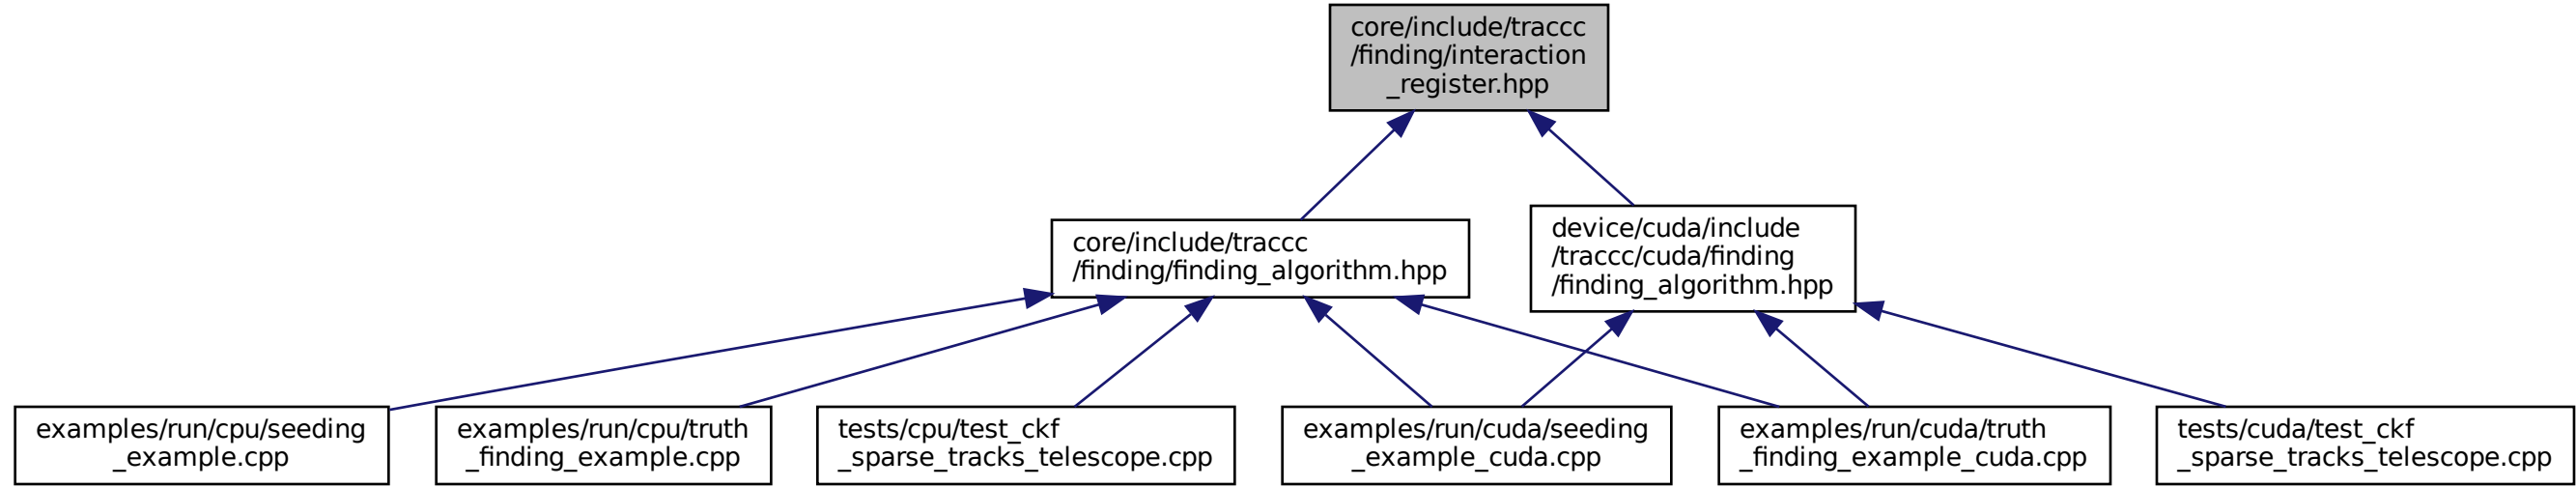 core/include/traccc
/finding/interaction
_register.hpp
core/include/traccc
/finding/finding_algorithm.hpp
device/cuda/include
/traccc/cuda/finding
/finding_algorithm.hpp
examples/run/cpu/seeding
_example.cpp
examples/run/cpu/truth
_finding_example.cpp
tests/cpu/test_ckf
_sparse_tracks_telescope.cpp
examples/run/cuda/seeding
_example_cuda.cpp
examples/run/cuda/truth
_finding_example_cuda.cpp
tests/cuda/test_ckf
_sparse_tracks_telescope.cpp